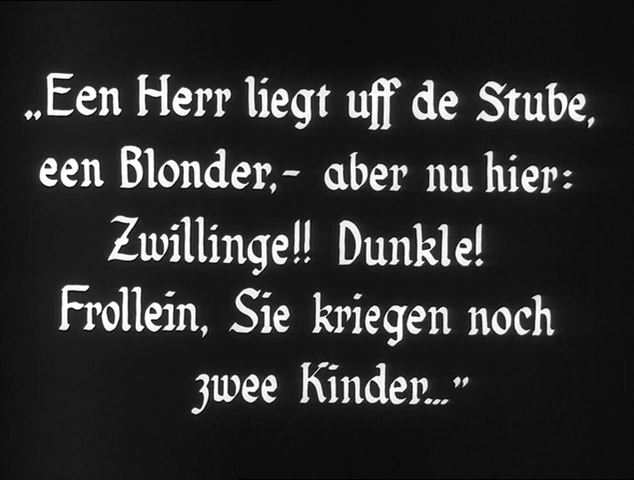 „Een Herr liegt uff de Stube,
een Blonder,- aber nu hier:
Zwillinge!! Dunkle!
Frollein, Sie kriegen noch
zwee Kinder...”